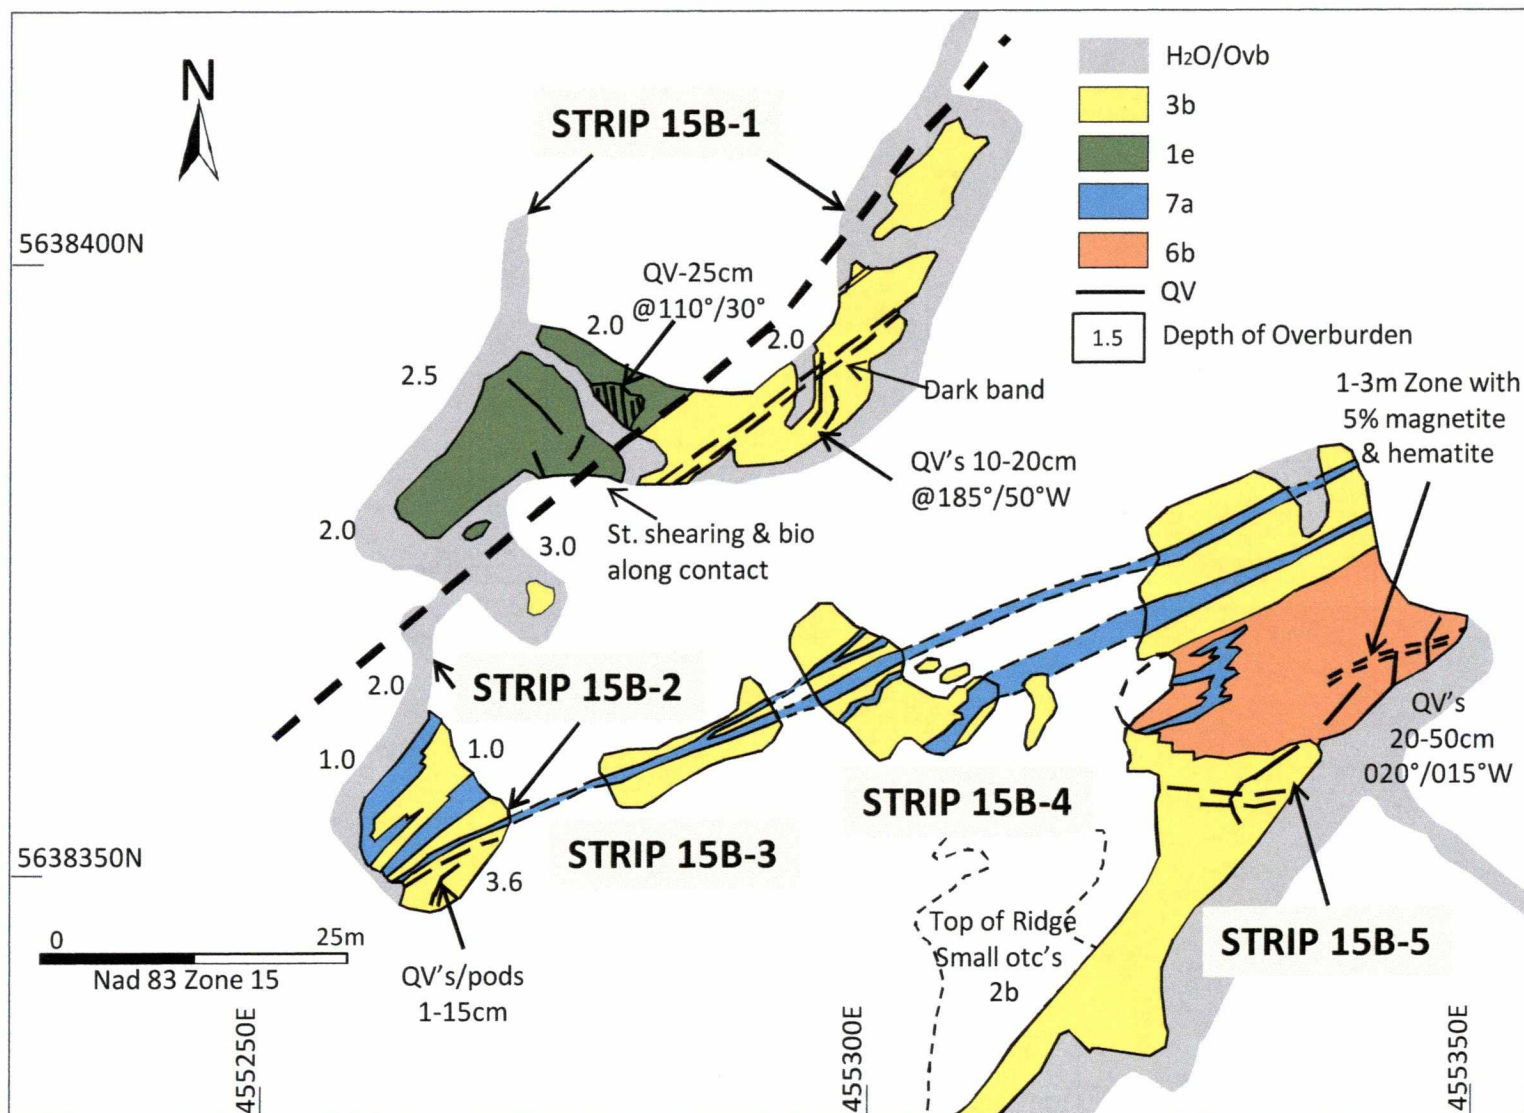 N
STRIP 15B-1
H₂O/Ovb
3b
1e
7a
6b
QV
1.5 Depth of Overburden
5638400N
QV-25cm
@110°/30°
2.0
2.0
2.5
Dark band
1-3m Zone with
5% magnetite
& hematite
QV's 10-20cm
@185°/50°W
2.0
3.0
St. shearing & bio
along contact
2.0
STRIP 15B-2
1.0
1.0
QV's
20-50cm
020°/015°W
STRIP 15B-4
STRIP 15B-3
5638350N
3.6
Top of Ridge
Small otc's
2b
STRIP 15B-5
0 25m
Nad 83 Zone 15
QV's/pods
1-15cm
455250E
455300E
455350E